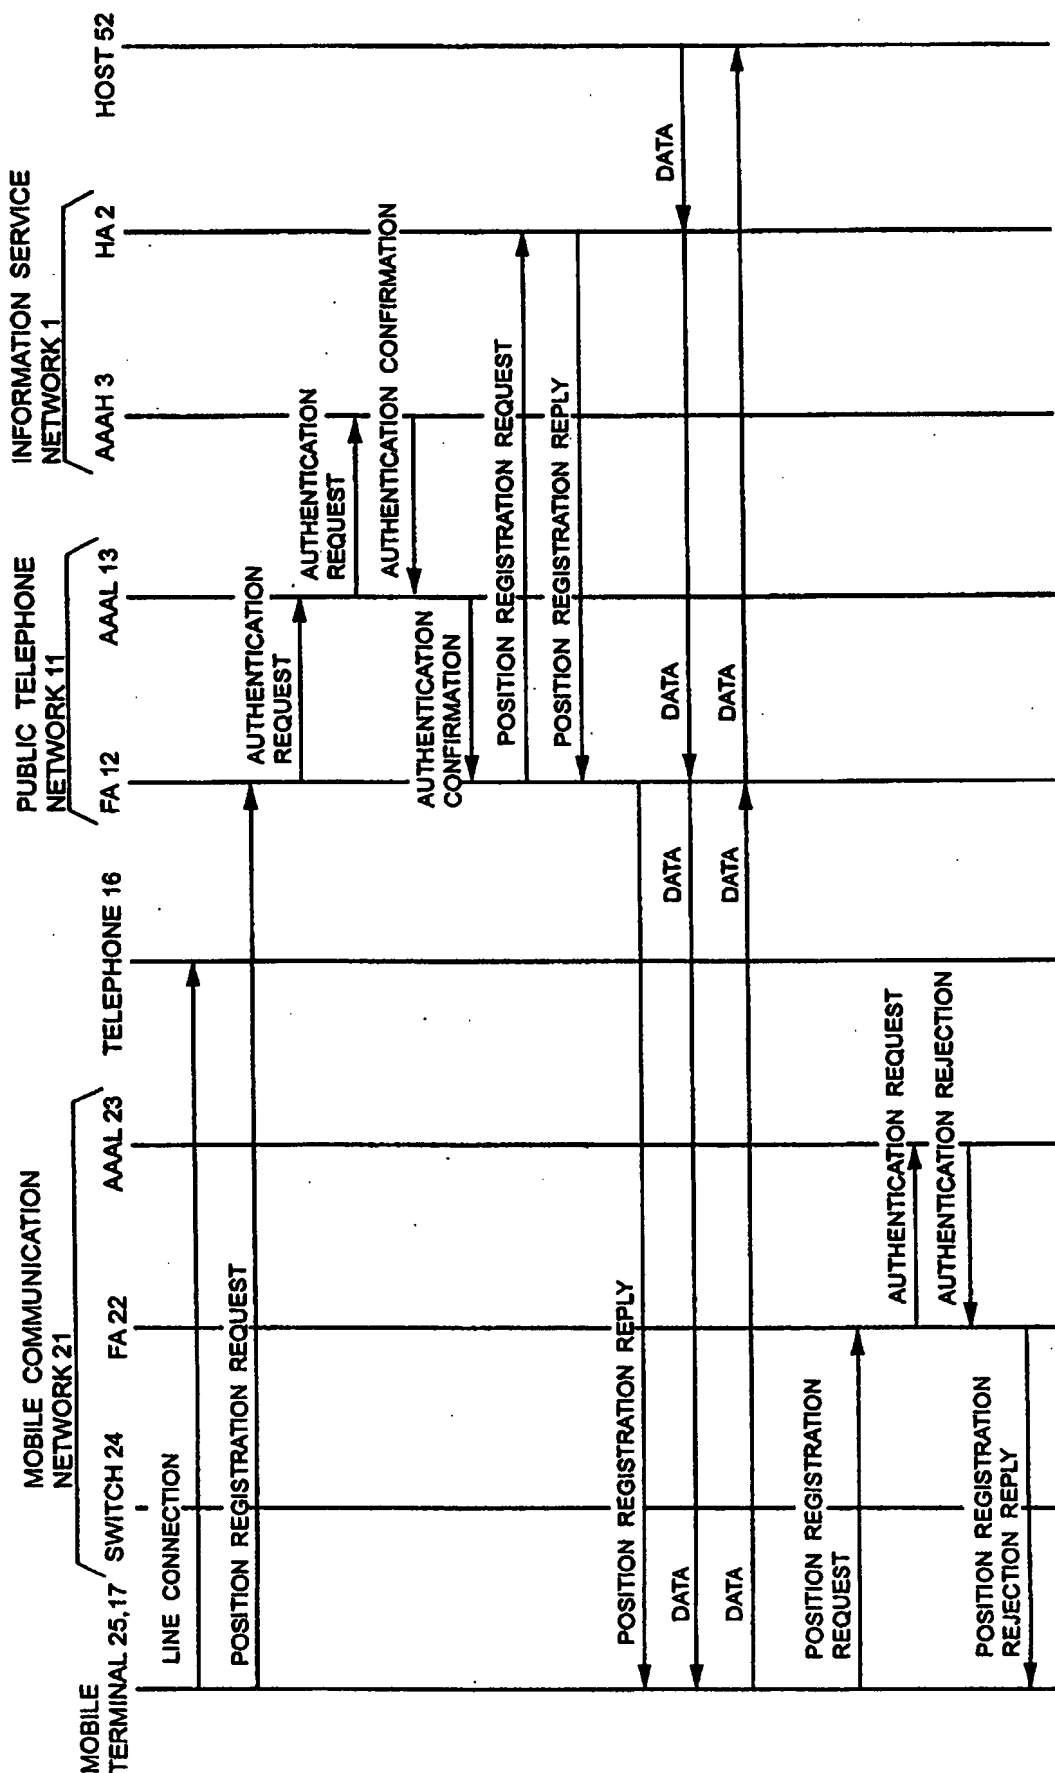 MOBILE
TERMINAL 25,17
MOBILE COMMUNICATION
NETWORK 21
SWITCH 24
FA 22
AAAL 23
TELEPHONE 16
PUBLIC TELEPHONE
NETWORK 11
FA 12
AAAL 13
INFORMATION SERVICE
NETWORK 1
AAAH 3
HA 2
HOST 52
LINE CONNECTION
POSITION REGISTRATION REQUEST
AUTHENTICATION
REQUEST
AUTHENTICATION
REQUEST
AUTHENTICATION CONFIRMATION
AUTHENTICATION
CONFIRMATION
POSITION REGISTRATION REQUEST
POSITION REGISTRATION REPLY
POSITION REGISTRATION REPLY
DATA
DATA
DATA
DATA
DATA
DATA
DATA
POSITION REGISTRATION
REQUEST
AUTHENTICATION REQUEST
AUTHENTICATION REJECTION
POSITION REGISTRATION
REJECTION REPLY